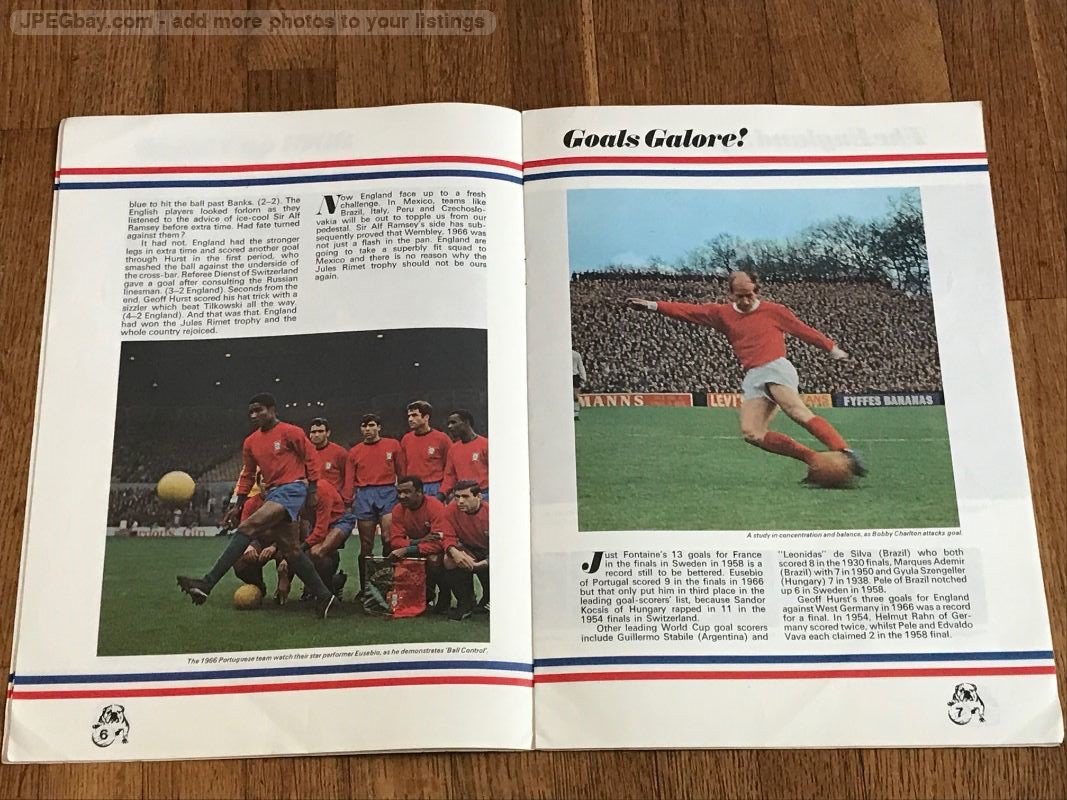 JPEGbay.com - add more photos to your listings
blue to hit the ball past Banks. (2–2). The
English players looked forlorn as they
listened to the advice of ice-cool Sir Alf
Ramsey before extra time. Had fate turned
against them?
It had not. England had the stronger
legs in extra time and scored another goal
through Hurst in the first period, who
smashed the ball against the underside of
the cross-bar. Referee Dienst of Switzerland
gave a goal after consulting the Russian
linesman. (3–2 England). Seconds from the
end, Geoff Hurst scored his hat trick with a
sizzler which beat Tilkowski all the way.
(4–2 England). And that was that. England
had won the Jules Rimet trophy and the
whole country rejoiced.
Now England face up to a fresh
challenge. In Mexico, teams like
Brazil, Italy, Peru and Czechoslo-
vakia will be out to topple us from our
pedestal. Sir Alf Ramsey's side has sub-
sequently proved that Wembley, 1966 was
not just a flash in the pan. England are
going to take a superbly fit squad to
Mexico and there is no reason why the
Jules Rimet trophy should not be ours
again.
The 1966 Portuguese team watch their star performer Eusebio, as he demonstrates 'Ball Control'.
6
Goals Galore!
MANNS
LEVI
FYFFES BANANAS
A study in concentration and balance, as Bobby Charlton attacks goal.
Just Fontaine's 13 goals for France
in the finals in Sweden in 1958 is a
record still to be bettered. Eusebio
of Portugal scored 9 in the finals in 1966
but that only put him in third place in the
leading goal-scorers' list, because Sandor
Kocsis of Hungary rapped in 11 in the
1954 finals in Switzerland.
Other leading World Cup goal scorers
include Guillermo Stabile (Argentina) and
"Leonidas" de Silva (Brazil) who both
scored 8 in the 1930 finals, Marques Ademir
(Brazil) with 7 in 1950 and Gyula Szengeller
(Hungary) 7 in 1938. Pele of Brazil notched
up 6 in Sweden in 1958.
Geoff Hurst's three goals for England
against West Germany in 1966 was a record
for a final. In 1954, Helmut Rahn of Ger-
many scored twice, whilst Pele and Edvaldo
Vava each claimed 2 in the 1958 final.
7